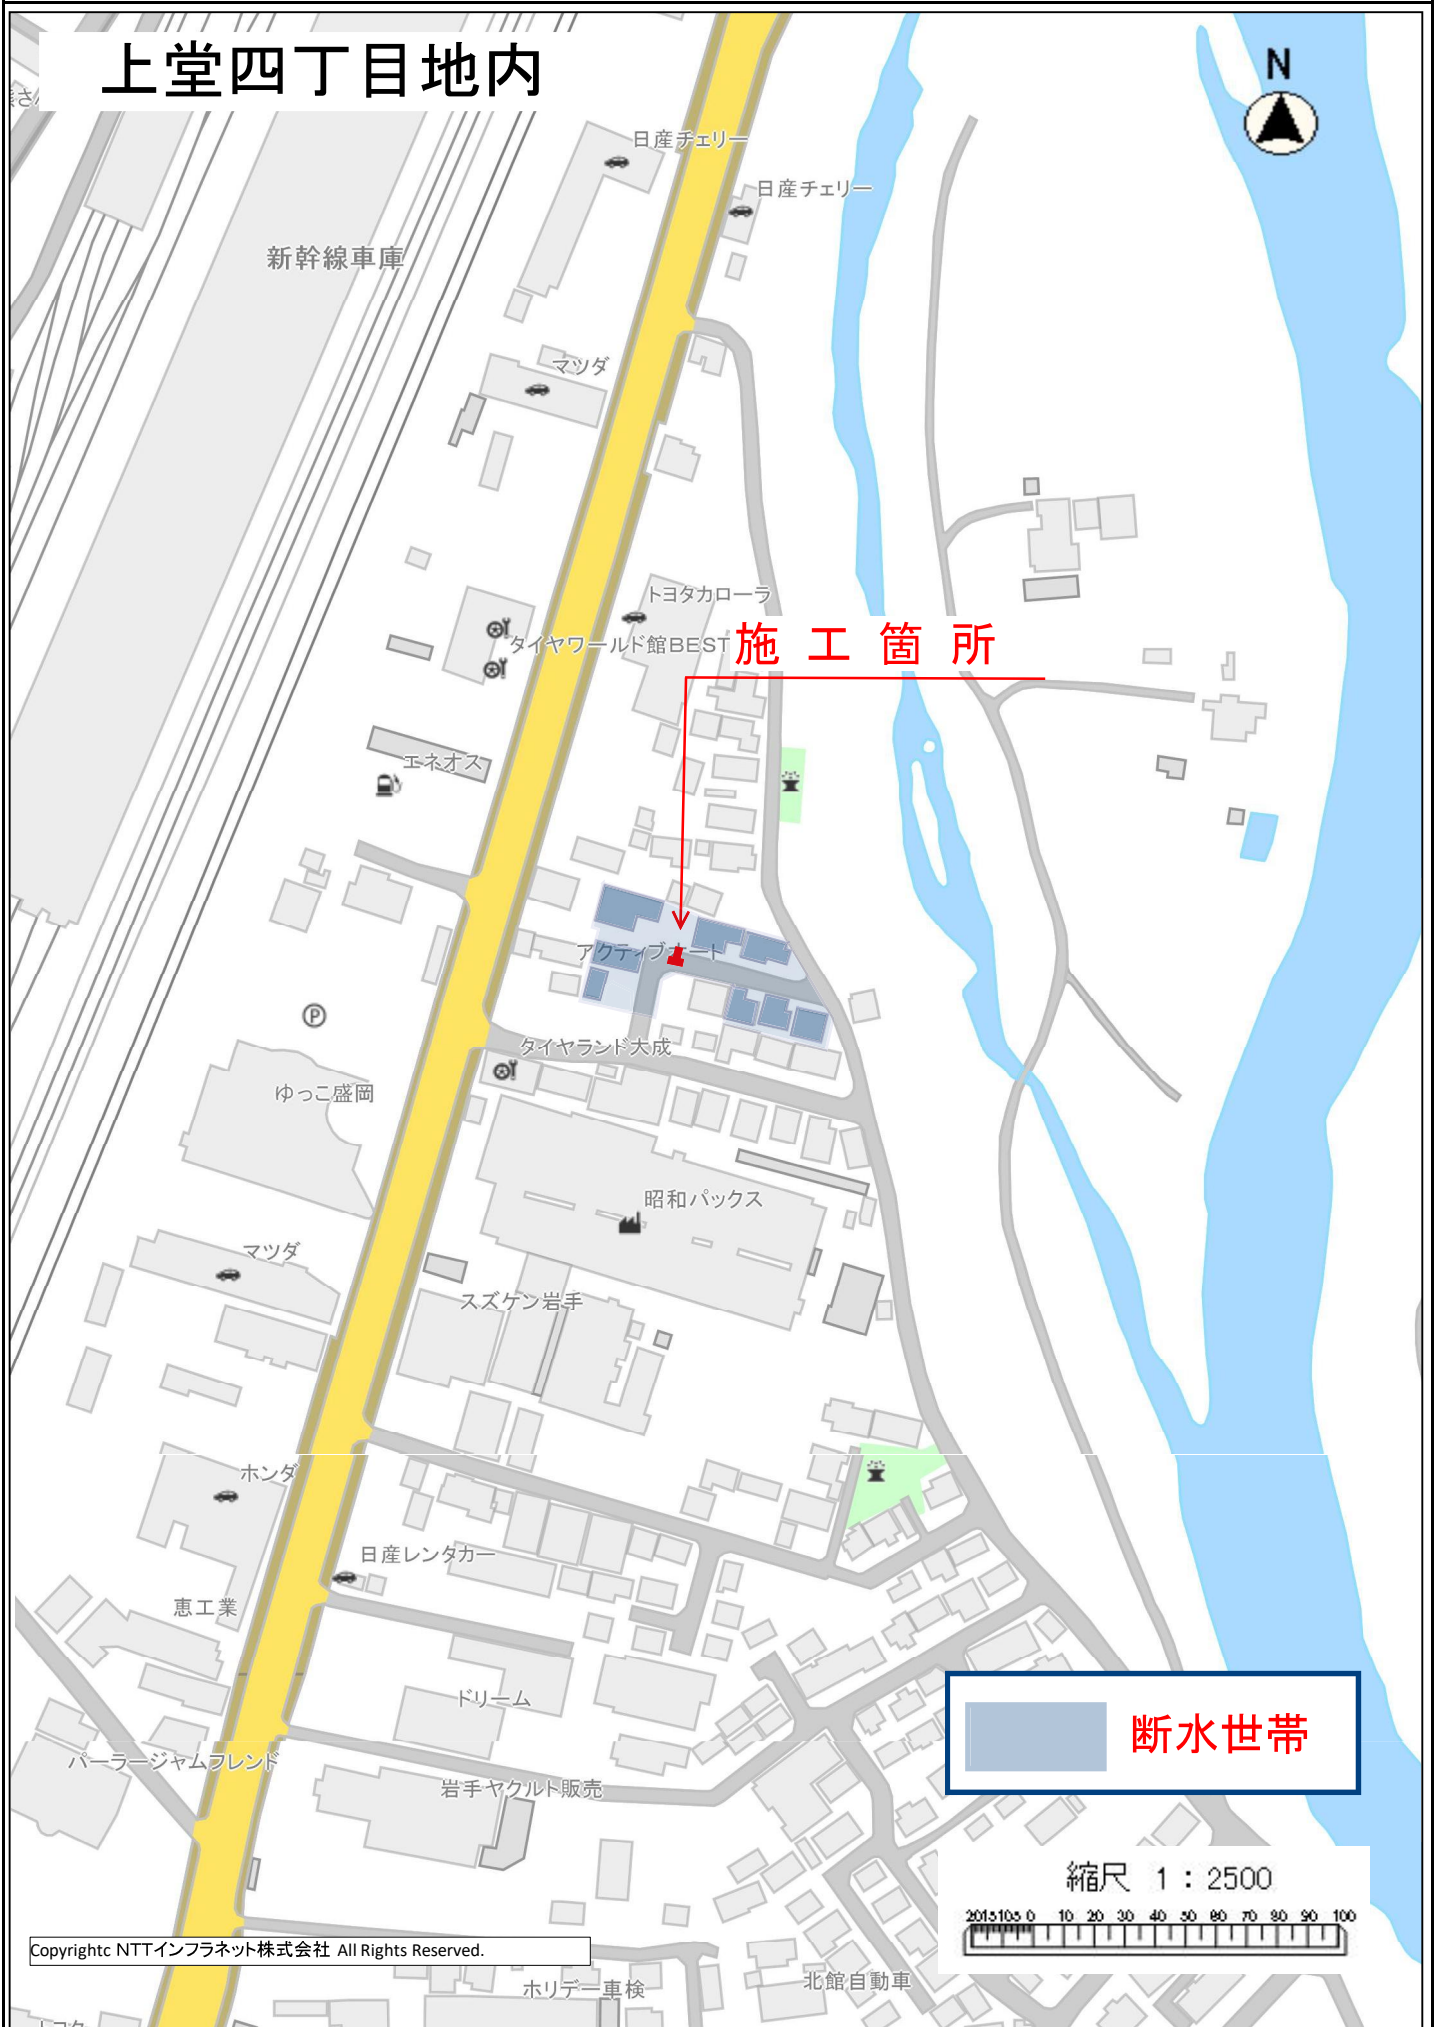 上堂四丁目地内
N
日産チェリー
日産チェリー
新幹線車庫
マツダ
トヨタカローラ
施工箇所
タイヤワールド館BEST
エネオス
アクティブナート
P
タイヤランド大成
ゆっこ盛岡
昭和パックス
マツダ
スズケン岩手
ホンダ
日産レンタカー
恵工業
ドリーム
断水世帯
パーラージャムフレンド
岩手ヤクルト販売
縮尺 1:2500
20 15 10 5 0 10 20 30 40 50 60 70 80 90 100
Copyrightc NTTインフラネット株式会社 All Rights Reserved.
北館自動車
ホリデー車検